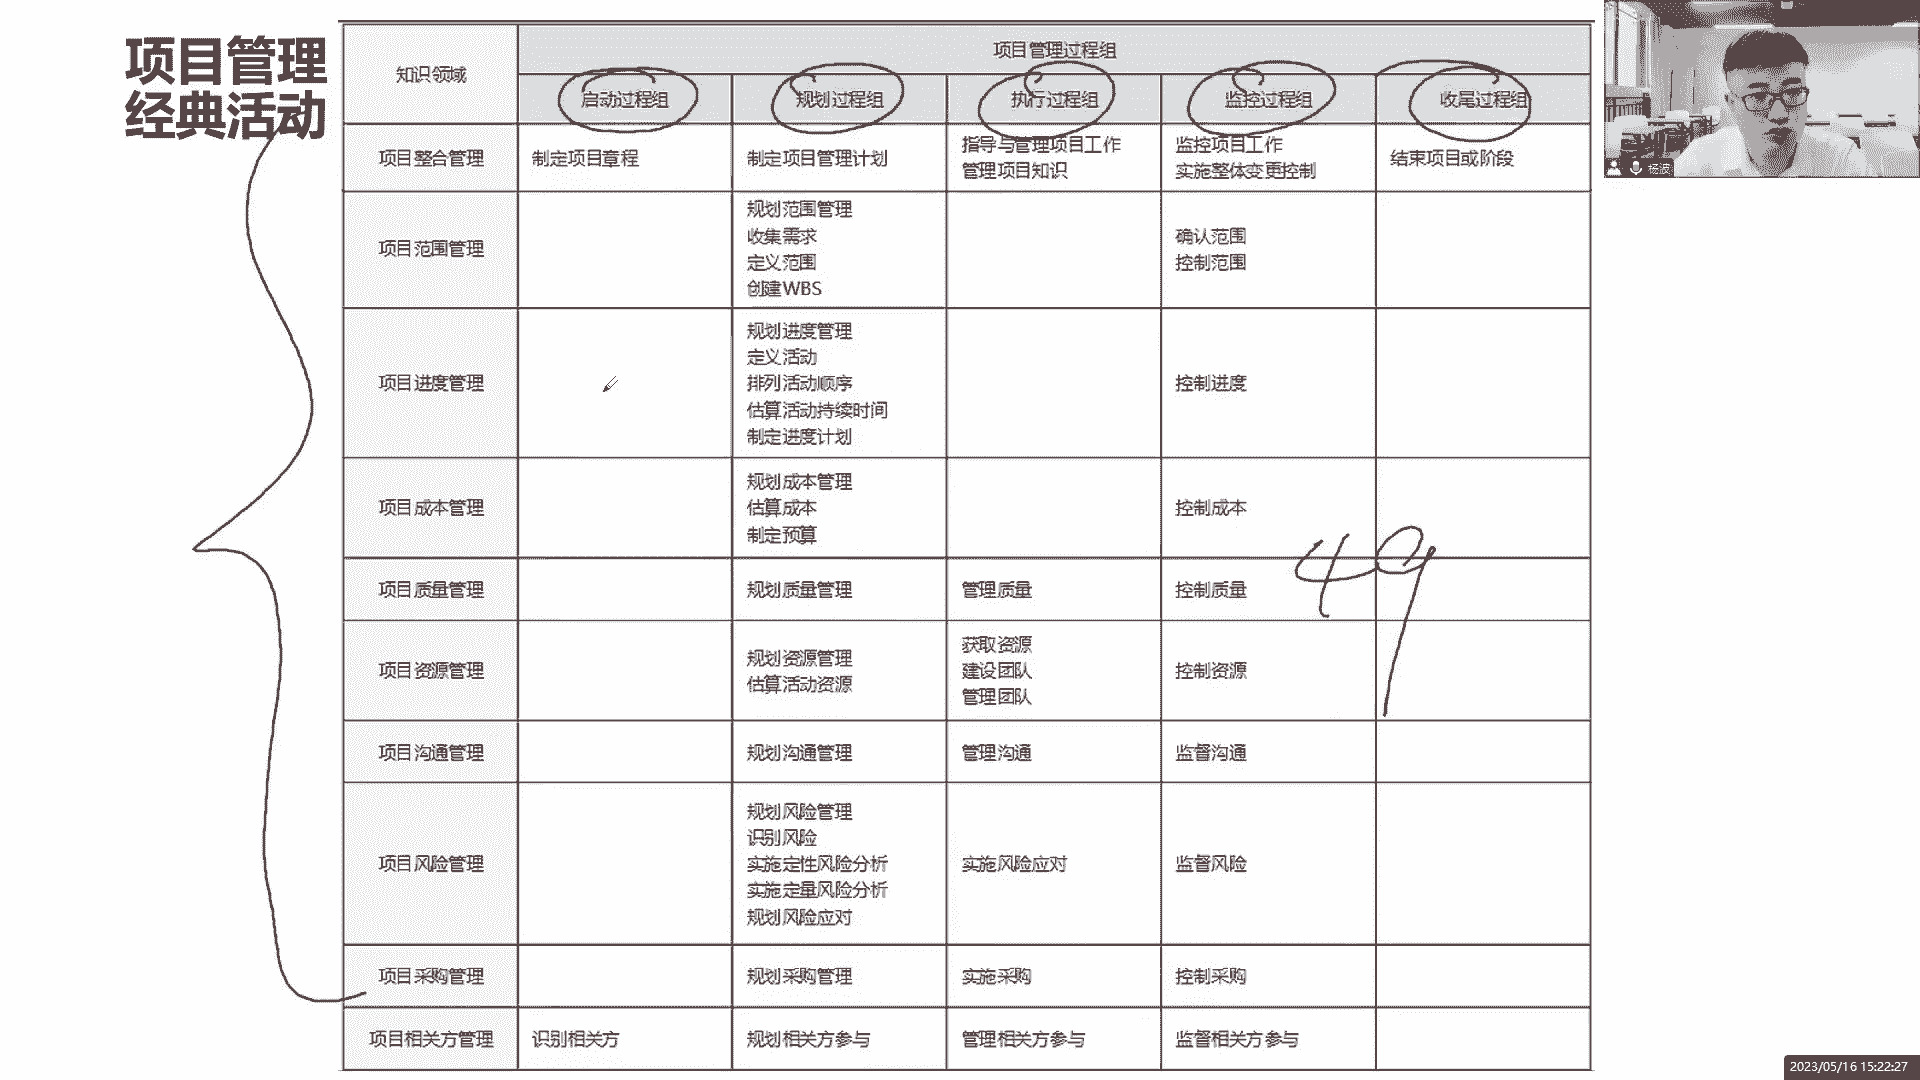 项目管理
经典活动
知识领域
项目管理过程组
启动过程组
规划过程组
执行过程组
监控过程组
收尾过程组
项目整合管理
制定项目章程
制定项目管理计划
指导与管理项目工作
管理项目知识
监控项目工作
实施整体变更控制
结束项目或阶段
项目范围管理
规划范围管理
收集需求
定义范围
创建WBS
确认范围
控制范围
项目进度管理
规划进度管理
定义活动
排列活动顺序
估算活动持续时间
制定进度计划
控制进度
项目成本管理
规划成本管理
估算成本
制定预算
控制成本
49
项目质量管理
规划质量管理
管理质量
控制质量
项目资源管理
规划资源管理
估算活动资源
获取资源
建设团队
管理团队
控制资源
项目沟通管理
规划沟通管理
管理沟通
监督沟通
项目风险管理
规划风险管理
识别风险
实施定性风险分析
实施定量风险分析
规划风险应对
实施风险应对
监督风险
项目采购管理
规划采购管理
实施采购
控制采购
项目相关方管理
识别相关方
规划相关方参与
管理相关方参与
监督相关方参与
杨波
2023/05/16 15:22:27